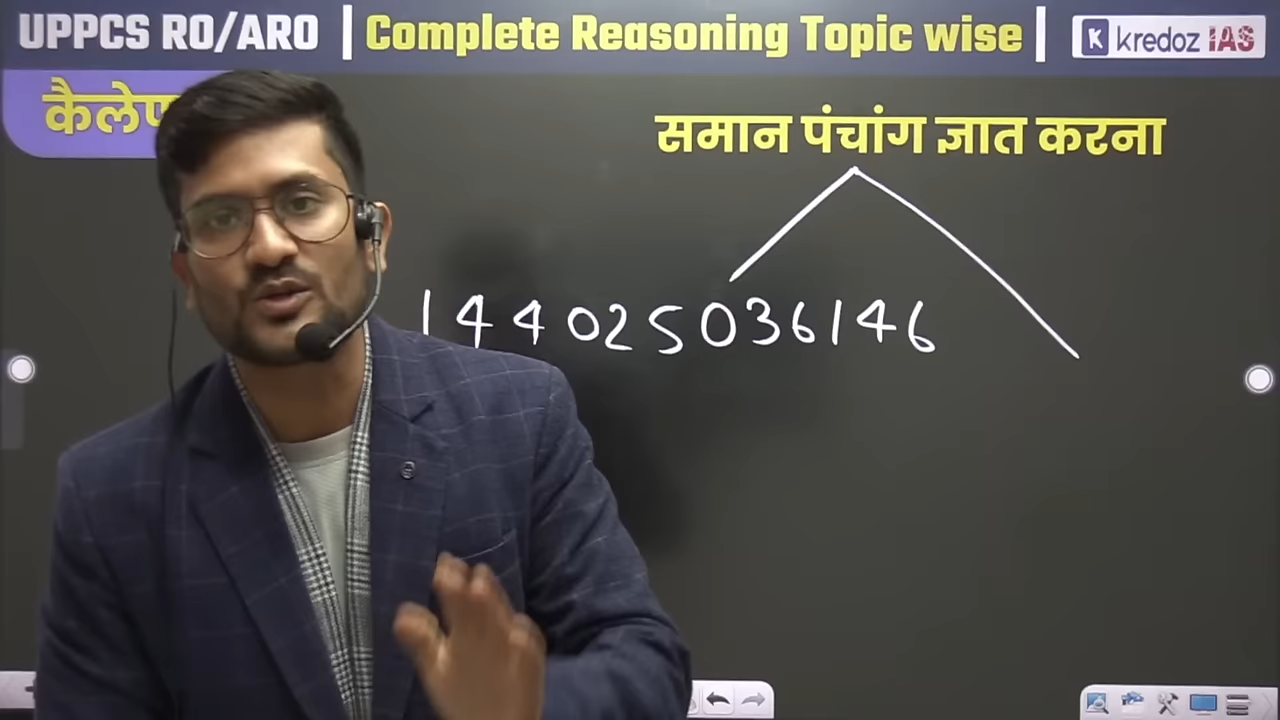 UPPCS RO/ARO | Complete Reasoning Topic wise |
K kredoz IAS
समान पंचांग ज्ञात करना
144025036146